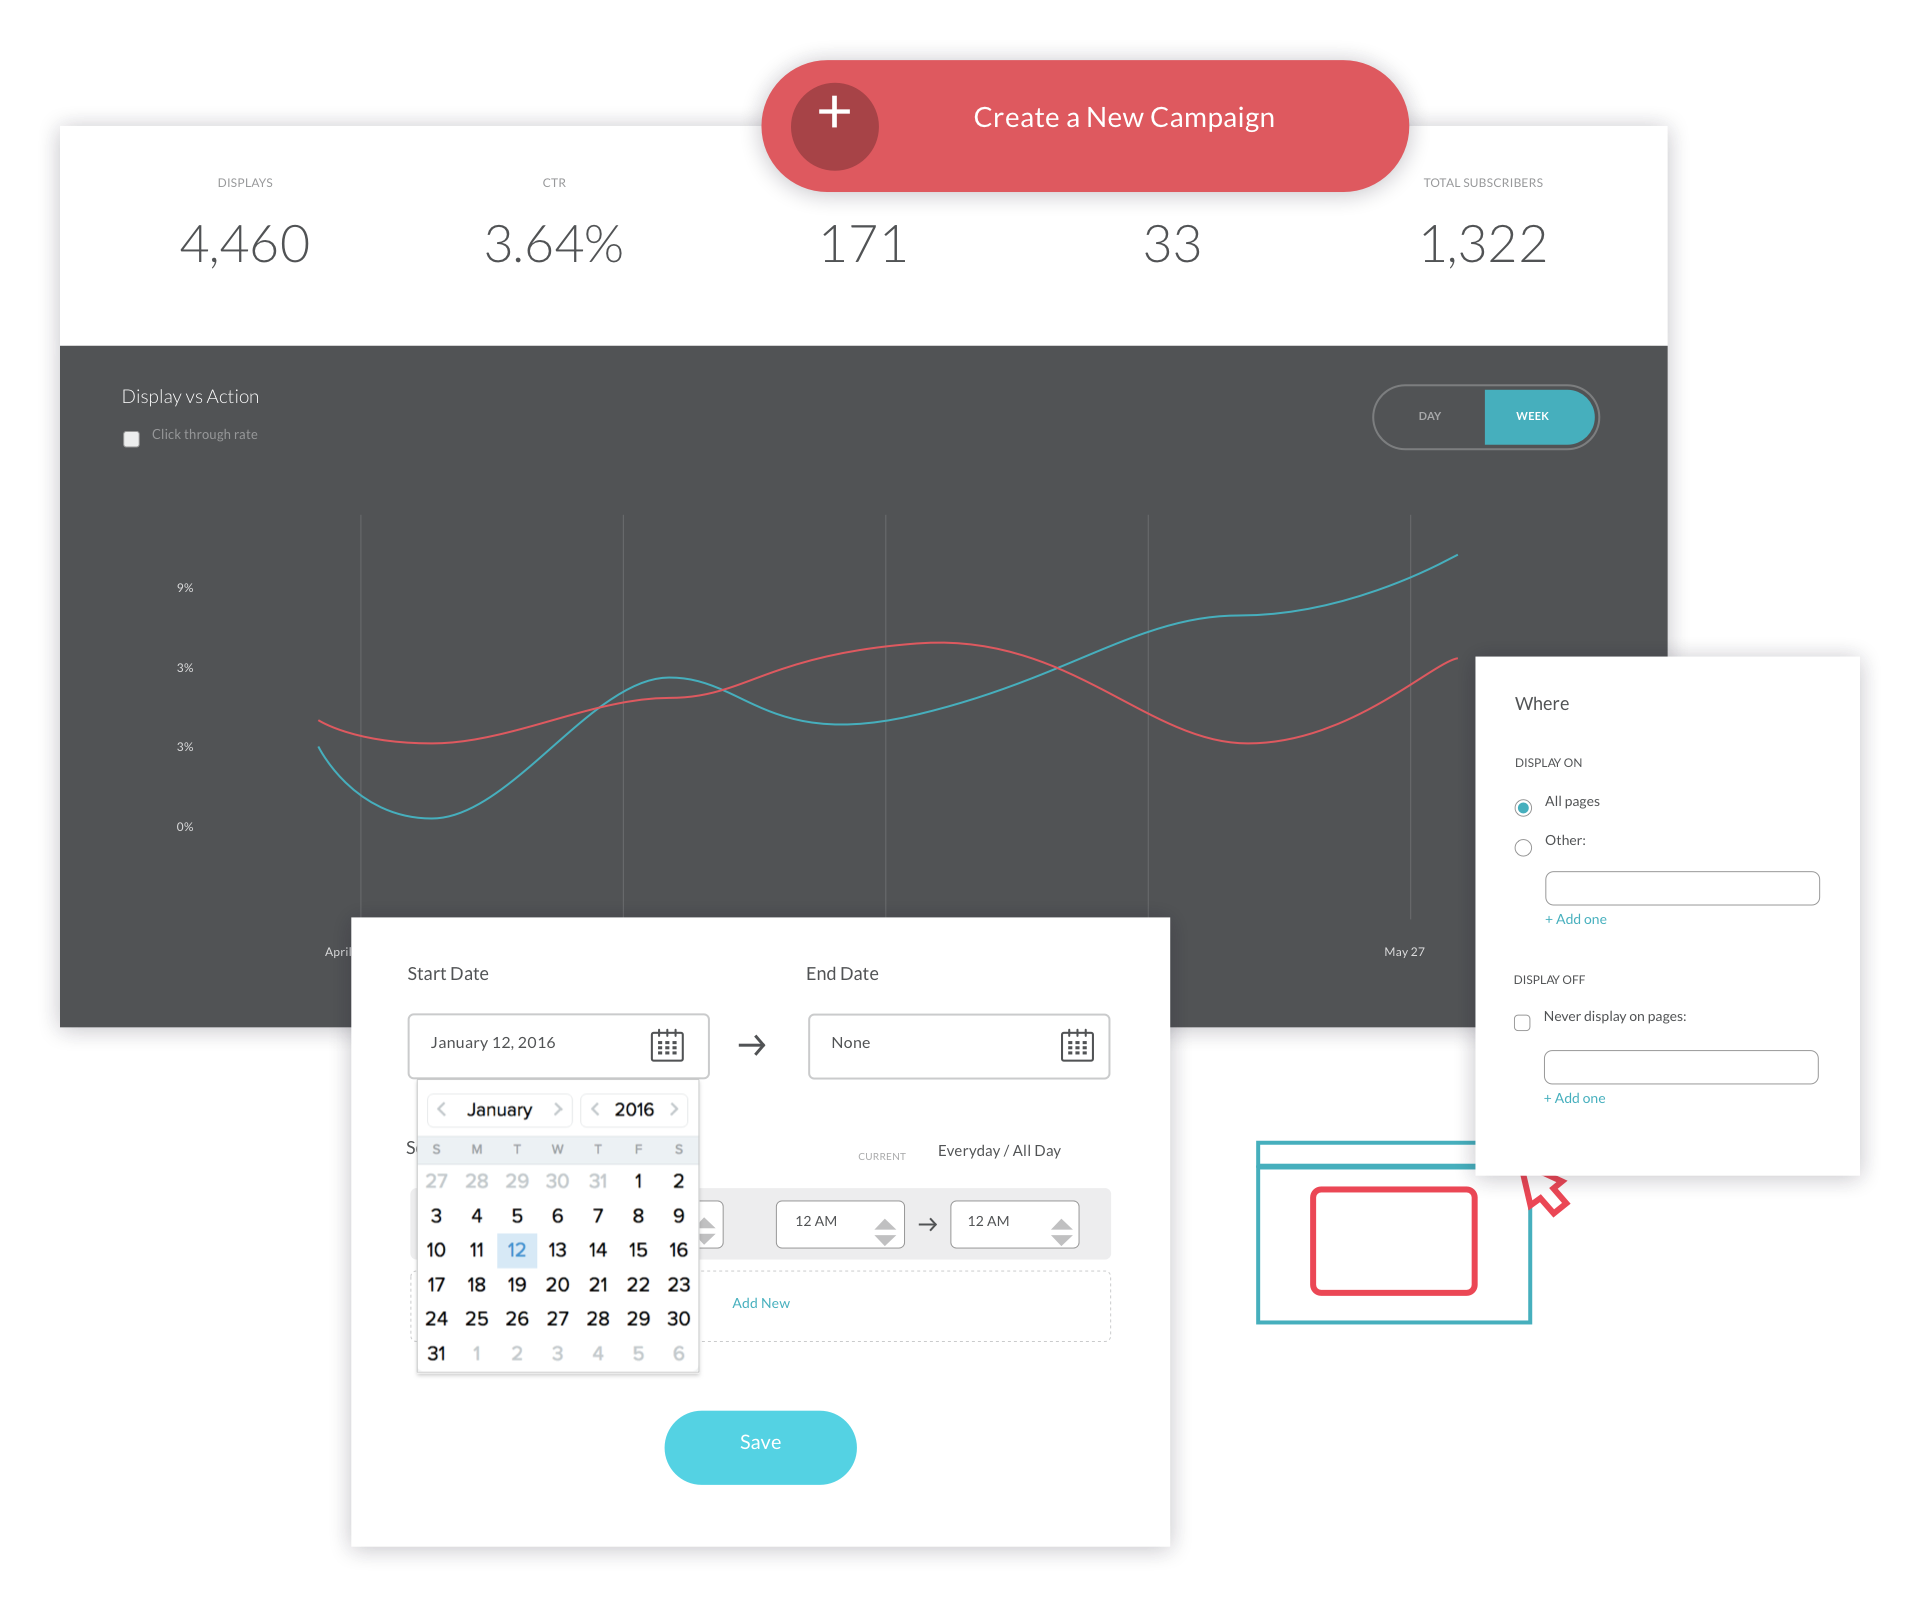 Create a New Campaign
DISPLAYS
CTR
TOTAL SUBSCRIBERS
4,460
3.64%
171
33
1,322
Display vs Action
Click through rate
DAY
WEEK
9%
3%
3%
0%
April
May 27
Where
DISPLAY ON
All pages
Other:
+ Add one
DISPLAY OFF
Never display on pages:
+ Add one
Start Date
End Date
January 12, 2016
None
January
2016
S M T W T F S
27 28 29 30 31 1 2
3 4 5 6 7 8 9
10 11 12 13 14 15 16
17 18 19 20 21 22 23
24 25 26 27 28 29 30
31 1 2 3 4 5 6
CURRENT
Everyday / All Day
12 AM
12 AM
Add New
Save